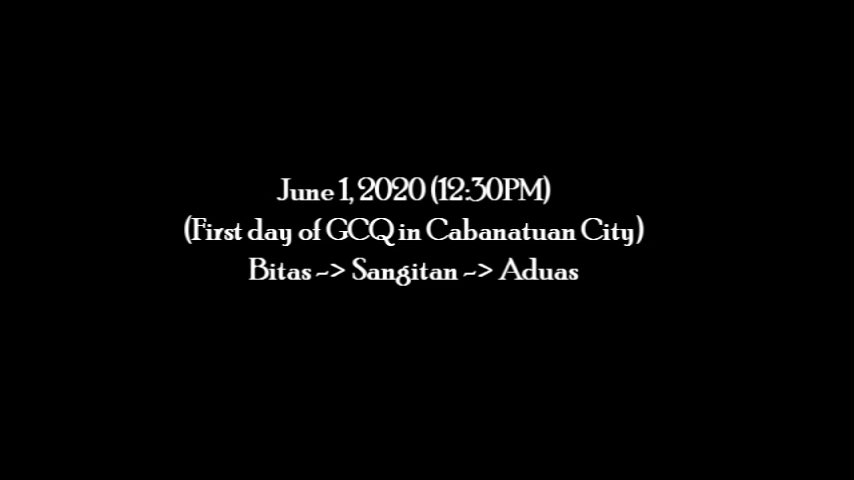 June 1, 2020 (12:30PM)
(First day of GCQ in Cabanatuan City)
Bitas ~> Sangitan ~> Aduas